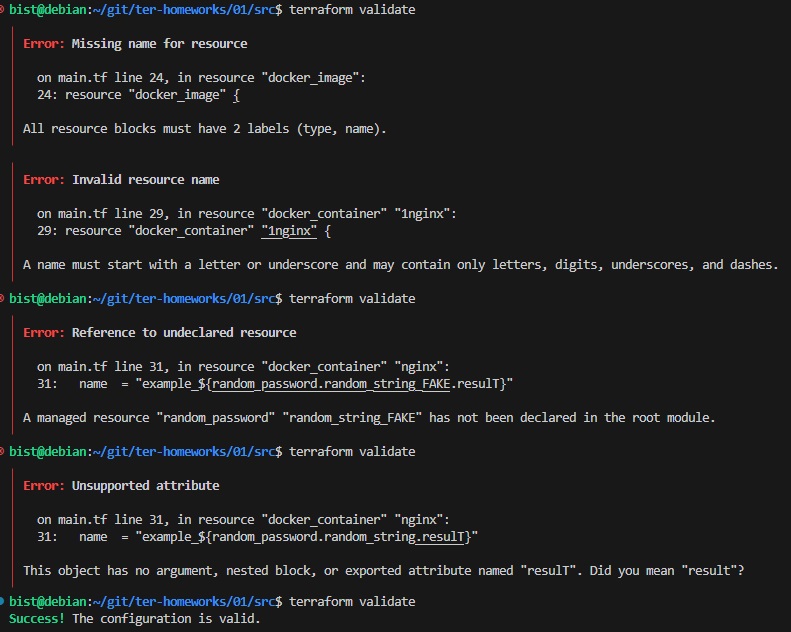 bist@debian:~/git/ter-homeworks/01/src$ terraform validate
Error: Missing name for resource
on main.tf line 24, in resource "docker_image":
24: resource "docker_image" {
All resource blocks must have 2 labels (type, name).
Error: Invalid resource name
on main.tf line 29, in resource "docker_container" "1nginx":
29: resource "docker_container" "1nginx" {
A name must start with a letter or underscore and may contain only letters, digits, underscores, and dashes.
bist@debian:~/git/ter-homeworks/01/src$ terraform validate
Error: Reference to undeclared resource
on main.tf line 31, in resource "docker_container" "nginx":
31:   name  = "example_${random_password.random_string_FAKE.resulT}"
A managed resource "random_password" "random_string_FAKE" has not been declared in the root module.
bist@debian:~/git/ter-homeworks/01/src$ terraform validate
Error: Unsupported attribute
on main.tf line 31, in resource "docker_container" "nginx":
31:   name  = "example_${random_password.random_string.resulT}"
This object has no argument, nested block, or exported attribute named "resulT". Did you mean "result"?
bist@debian:~/git/ter-homeworks/01/src$ terraform validate
Success! The configuration is valid.